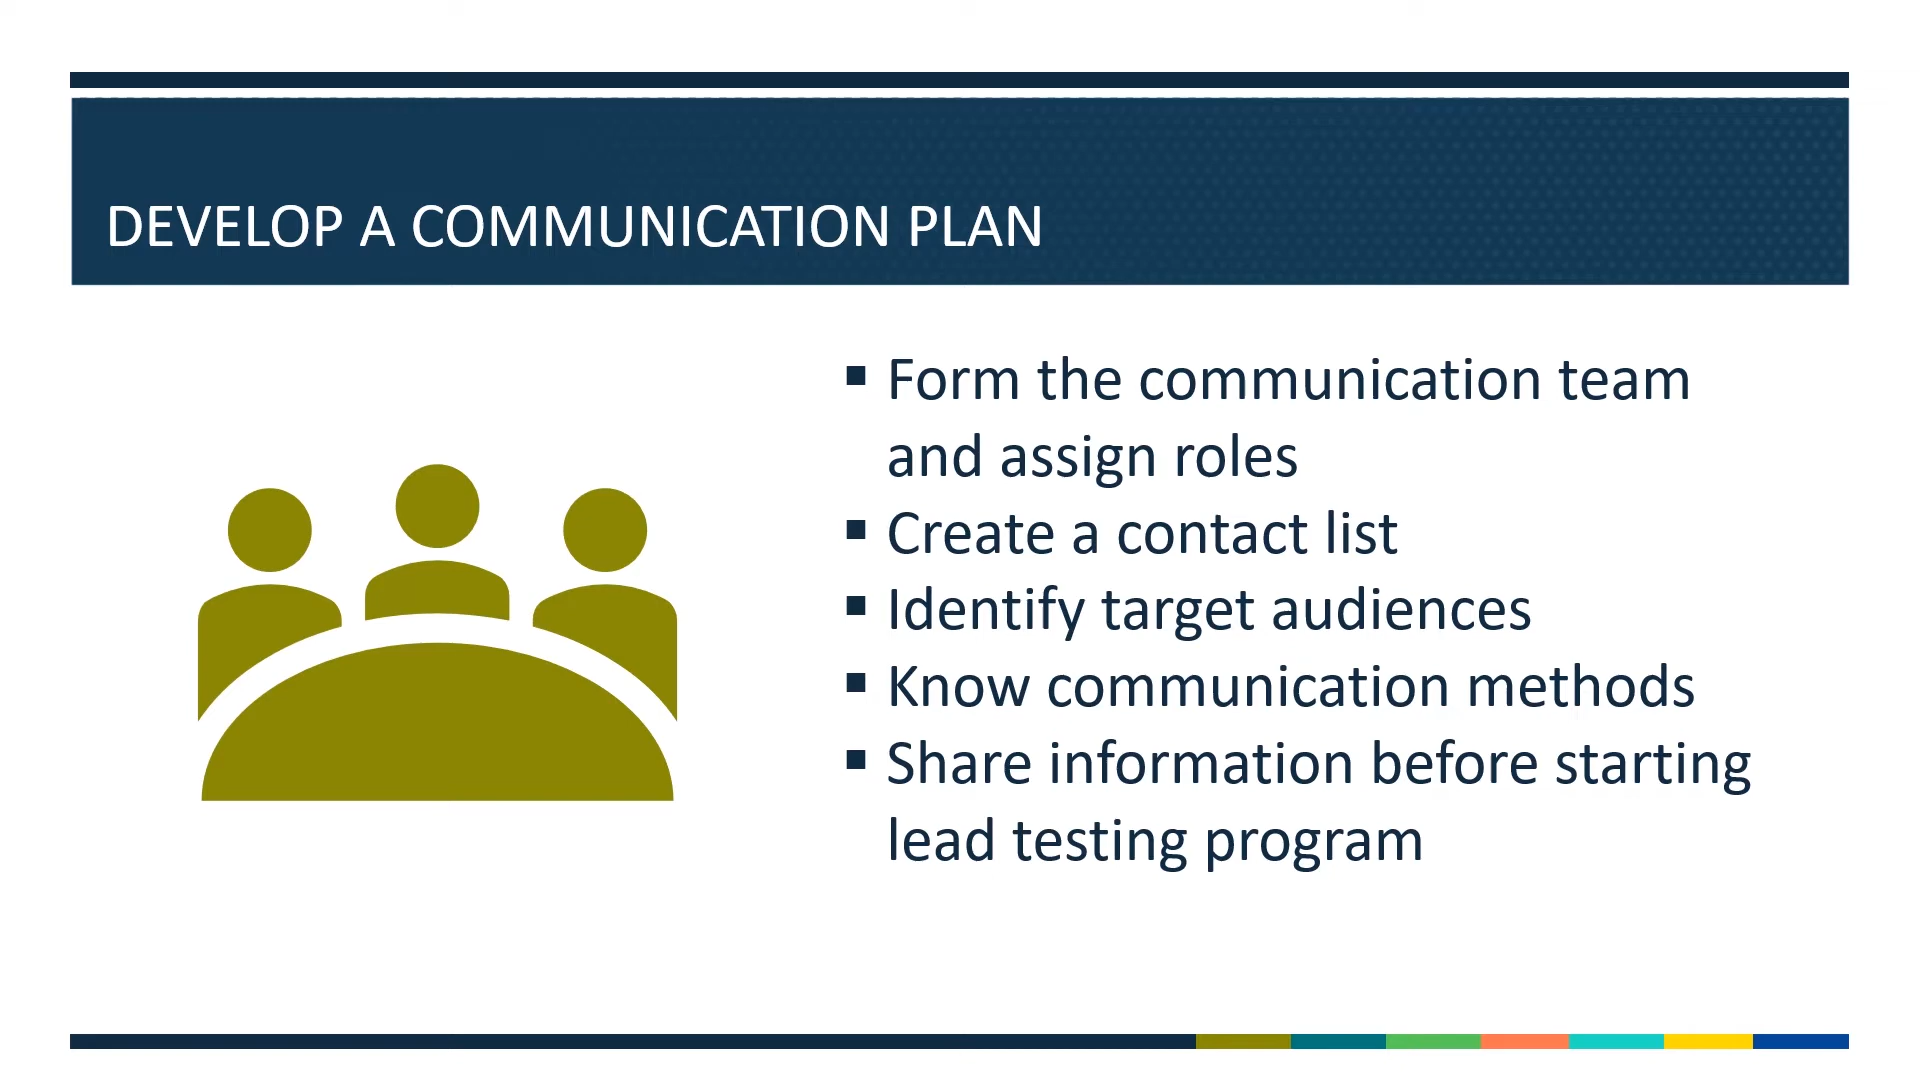 DEVELOP A COMMUNICATION PLAN
▪ Form the communication team
and assign roles
▪ Create a contact list
▪ Identify target audiences
▪ Know communication methods
▪ Share information before starting
lead testing program